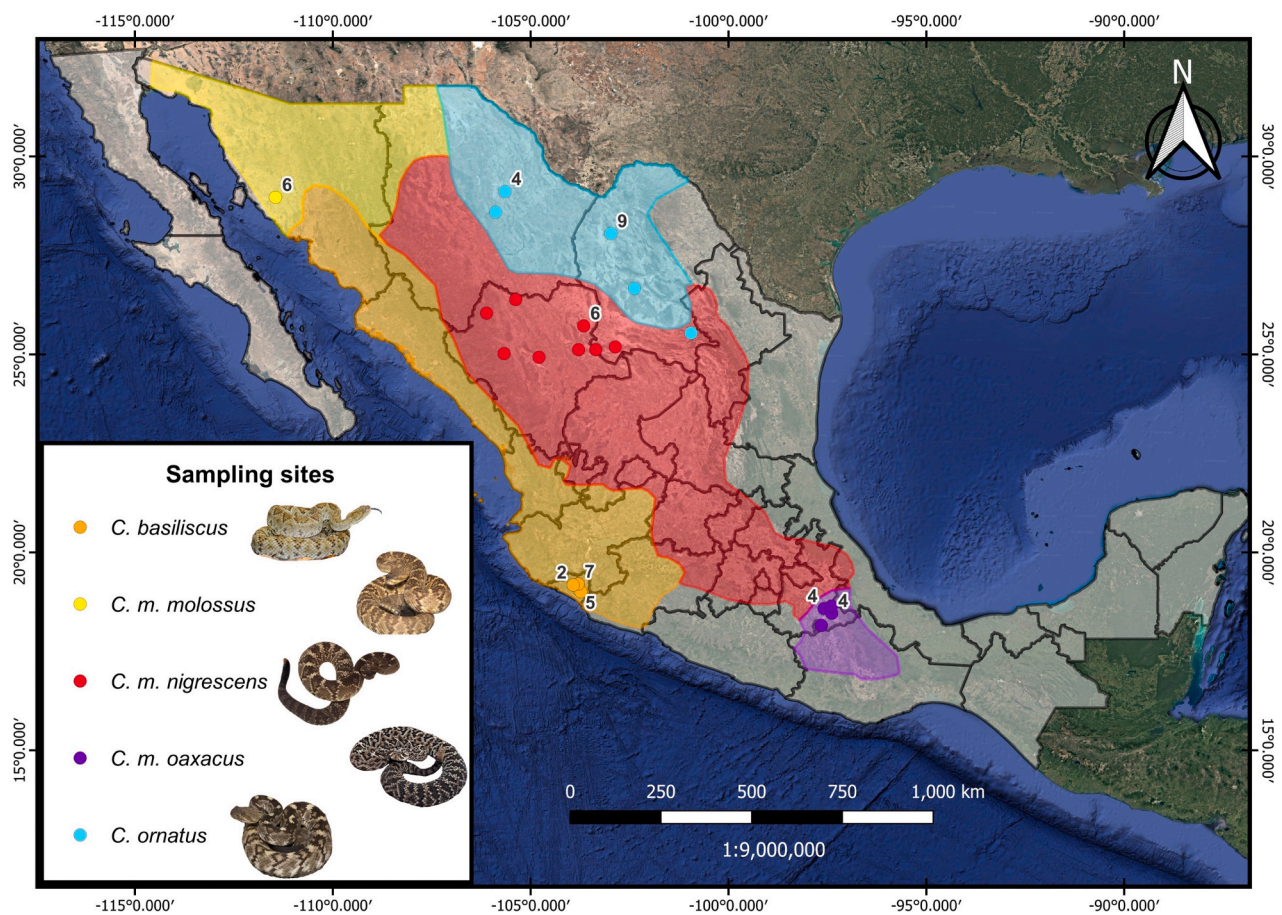 -115°0.000′ -110°0.000′ -105°0.000′ -100°0.000′ -95°0.000′ -90°0.000′
N
30°0.000′
30°0.000′
6
4
9
25°0.000′
6
25°0.000′
20°0.000′
20°0.000′
2 7
5
4 4
15°0.000′
15°0.000′
Sampling sites
C. basiliscus
C. m. molossus
C. m. nigrescens
C. m. oaxacus
C. ornatus
0 250 500 750 1,000 km
1:9,000,000
-115°0.000′ -110°0.000′ -105°0.000′ -100°0.000′ -95°0.000′ -90°0.000′